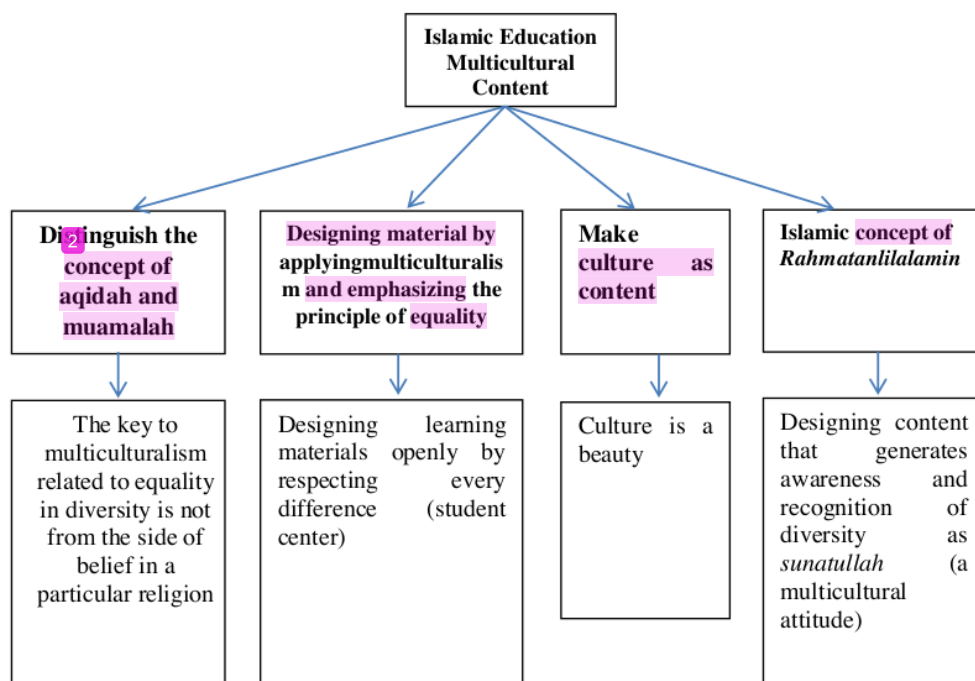 Islamic Education
Multicultural
Content
Distinguish the
2
concept of
aqidah and
muamalah
Designing material by
applyingmulticulturalis
m and emphasizing the
principle of equality
Make
culture as
content
Islamic concept of
Rahmatanlilalamin
The key to
multiculturalism
related to equality
in diversity is not
from the side of
belief in a
particular religion
Designing learning
materials openly by
respecting every
difference (student
center)
Culture is a
beauty
Designing content
that generates
awareness and
recognition of
diversity as
sunatullah (a
multicultural
attitude)